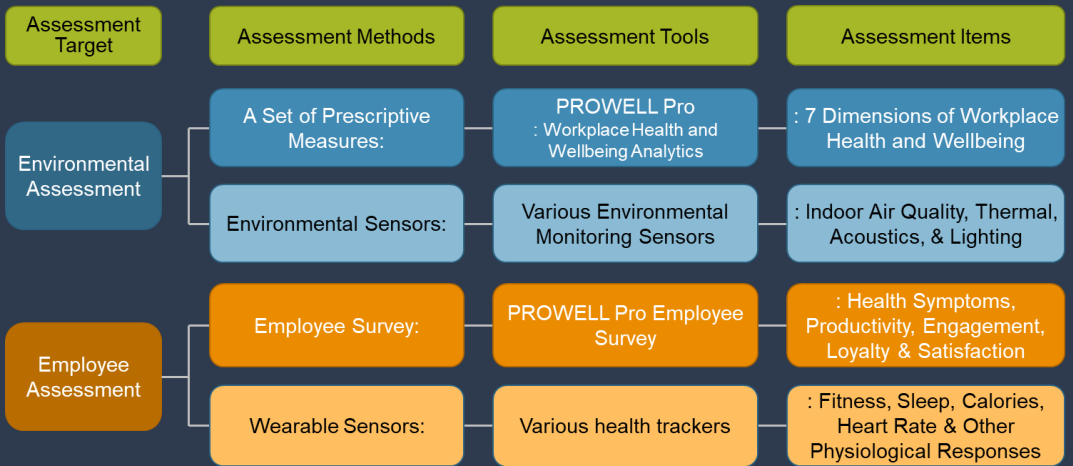 Assessment
Target
Assessment Methods
Assessment Tools
Assessment Items
Environmental
Assessment
A Set of Prescriptive
Measures:
PROWELL Pro
: Workplace Health and
Wellbeing Analytics
: 7 Dimensions of Workplace
Health and Wellbeing
Environmental Sensors:
Various Environmental
Monitoring Sensors
: Indoor Air Quality, Thermal,
Acoustics, & Lighting
Employee
Assessment
Employee Survey:
PROWELL Pro Employee
Survey
: Health Symptoms,
Productivity, Engagement,
Loyalty & Satisfaction
Wearable Sensors:
Various health trackers
: Fitness, Sleep, Calories,
Heart Rate & Other
Physiological Responses